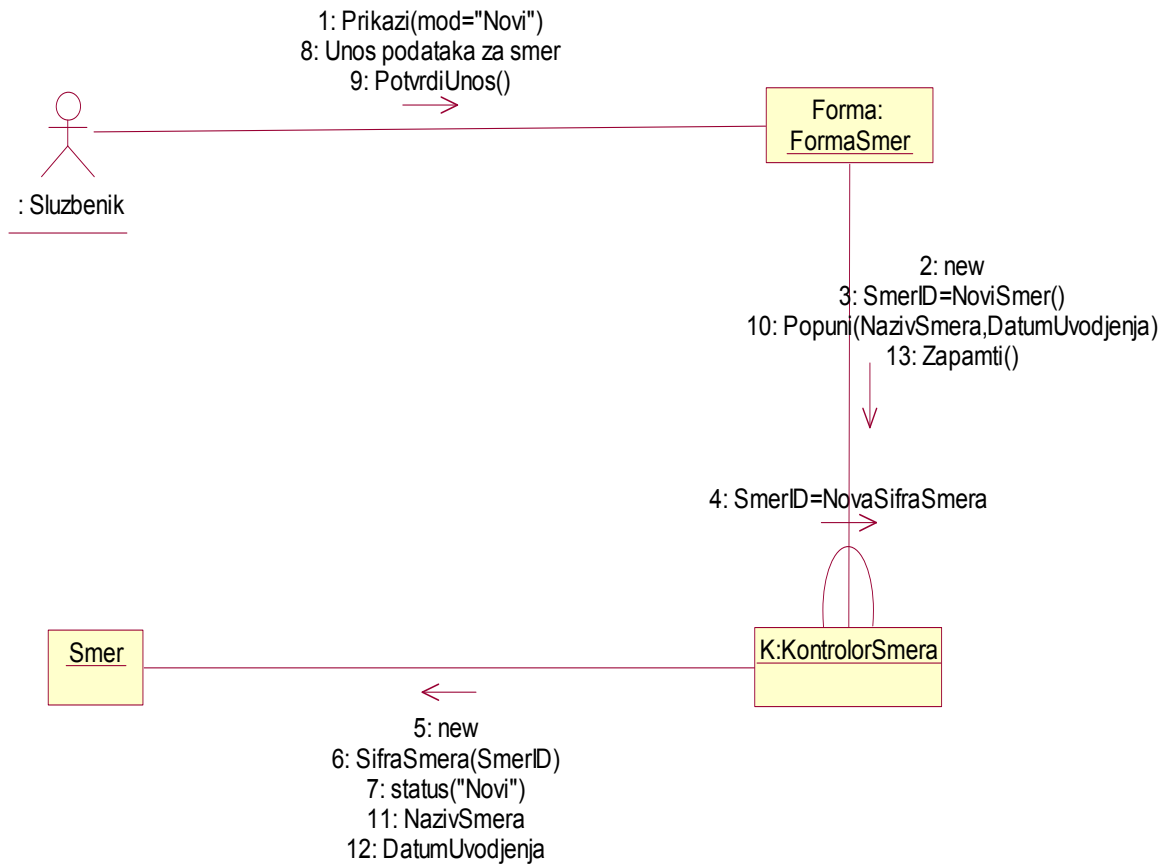 1: Prikazi(mod="Novi")
8: Unos podataka za smer
9: PotvrdiUnos()
Forma:
FormaSmer
: Sluzbenik
2: new
3: SmerID=NoviSmer()
10: Popuni(NazivSmera,DatumUvodjenja)
13: Zapamti()
4: SmerID=NovaSifraSmera
Smer
K:KontrolorSmera
5: new
6: SifraSmera(SmerID)
7: status("Novi")
11: NazivSmera
12: DatumUvodjenja